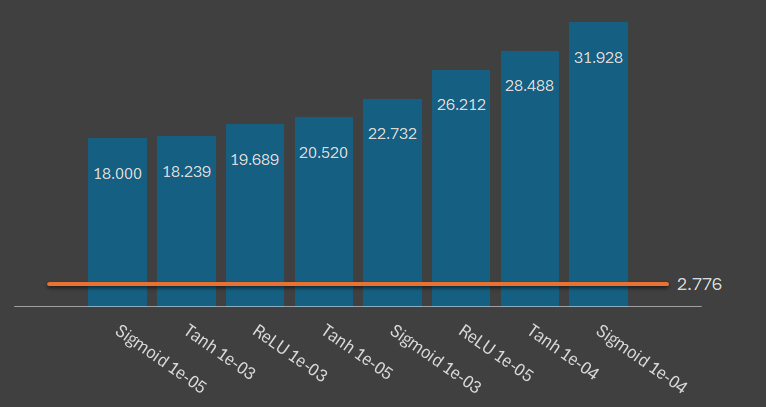 31.928
28.488
26.212
22.732
20.520
19.689
18.239
18.000
2.776
Sigmoid 1e-05
Tanh 1e-03
ReLU 1e-03
Tanh 1e-05
Sigmoid 1e-03
ReLU 1e-05
Tanh 1e-04
Sigmoid 1e-04